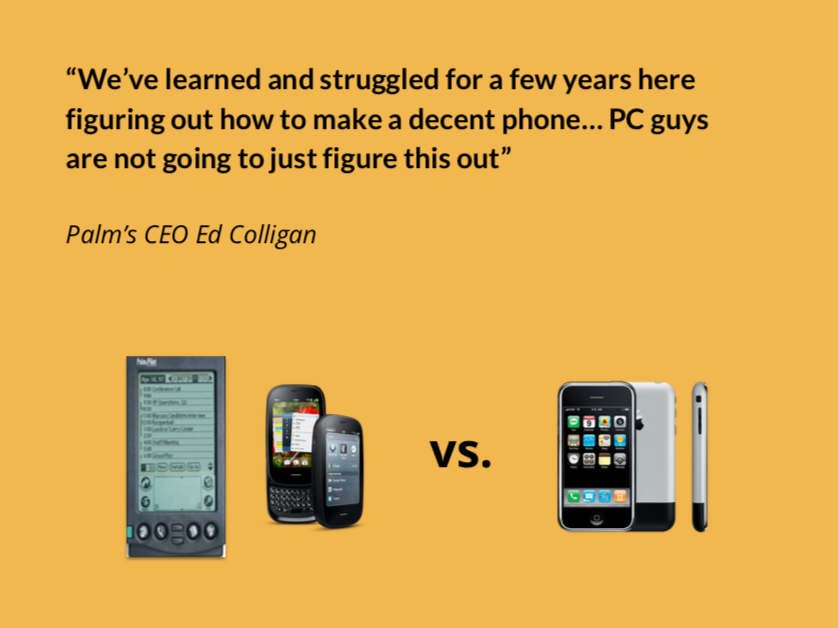 “We’ve learned and struggled for a few years here
figuring out how to make a decent phone... PC guys
are not going to just figure this out”
Palm’s CEO Ed Colligan
vs.